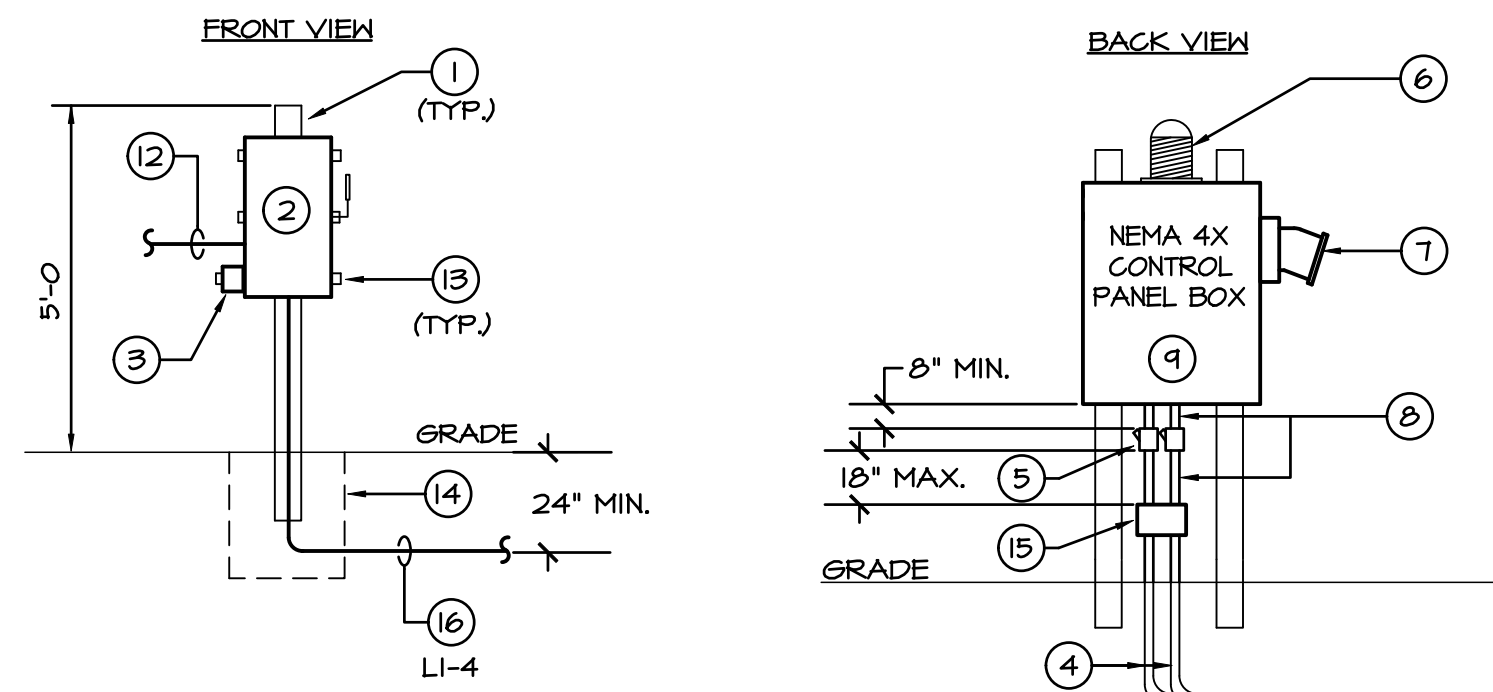 FRONT VIEW
1
(TYP.)
12
2
5'-0
13
(TYP.)
3
GRADE
14
24" MIN.
16
L1-4
BACK VIEW
6
NEMA 4X
CONTROL
PANEL BOX
7
9
8" MIN.
8
18" MAX.
5
15
GRADE
4